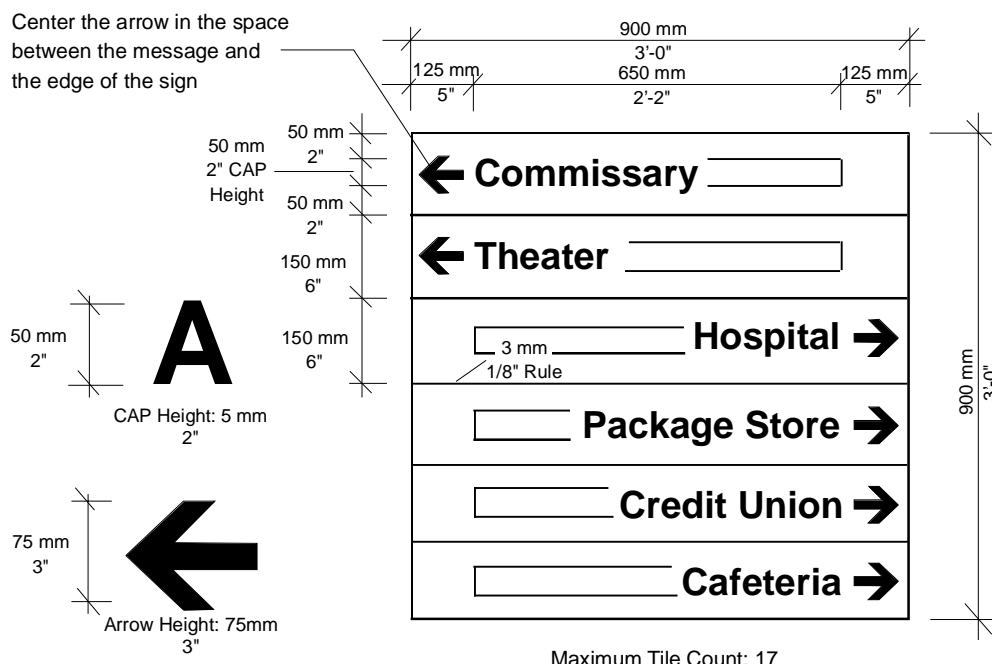 Center the arrow in the space
between the message and
the edge of the sign
900 mm
3'-0"
125 mm
5"
650 mm
2'-2"
125 mm
5"
50 mm
2"
50 mm
2" CAP
Height
50 mm
2"
150 mm
6"
150 mm
6"
Commissary
Theater
Hospital
3 mm
1/8" Rule
Package Store
Credit Union
Cafeteria
900 mm
3'-0"
50 mm
2"
A
CAP Height: 5 mm
2"
75 mm
3"
Arrow Height: 75mm
3"
Maximum Tile Count: 17